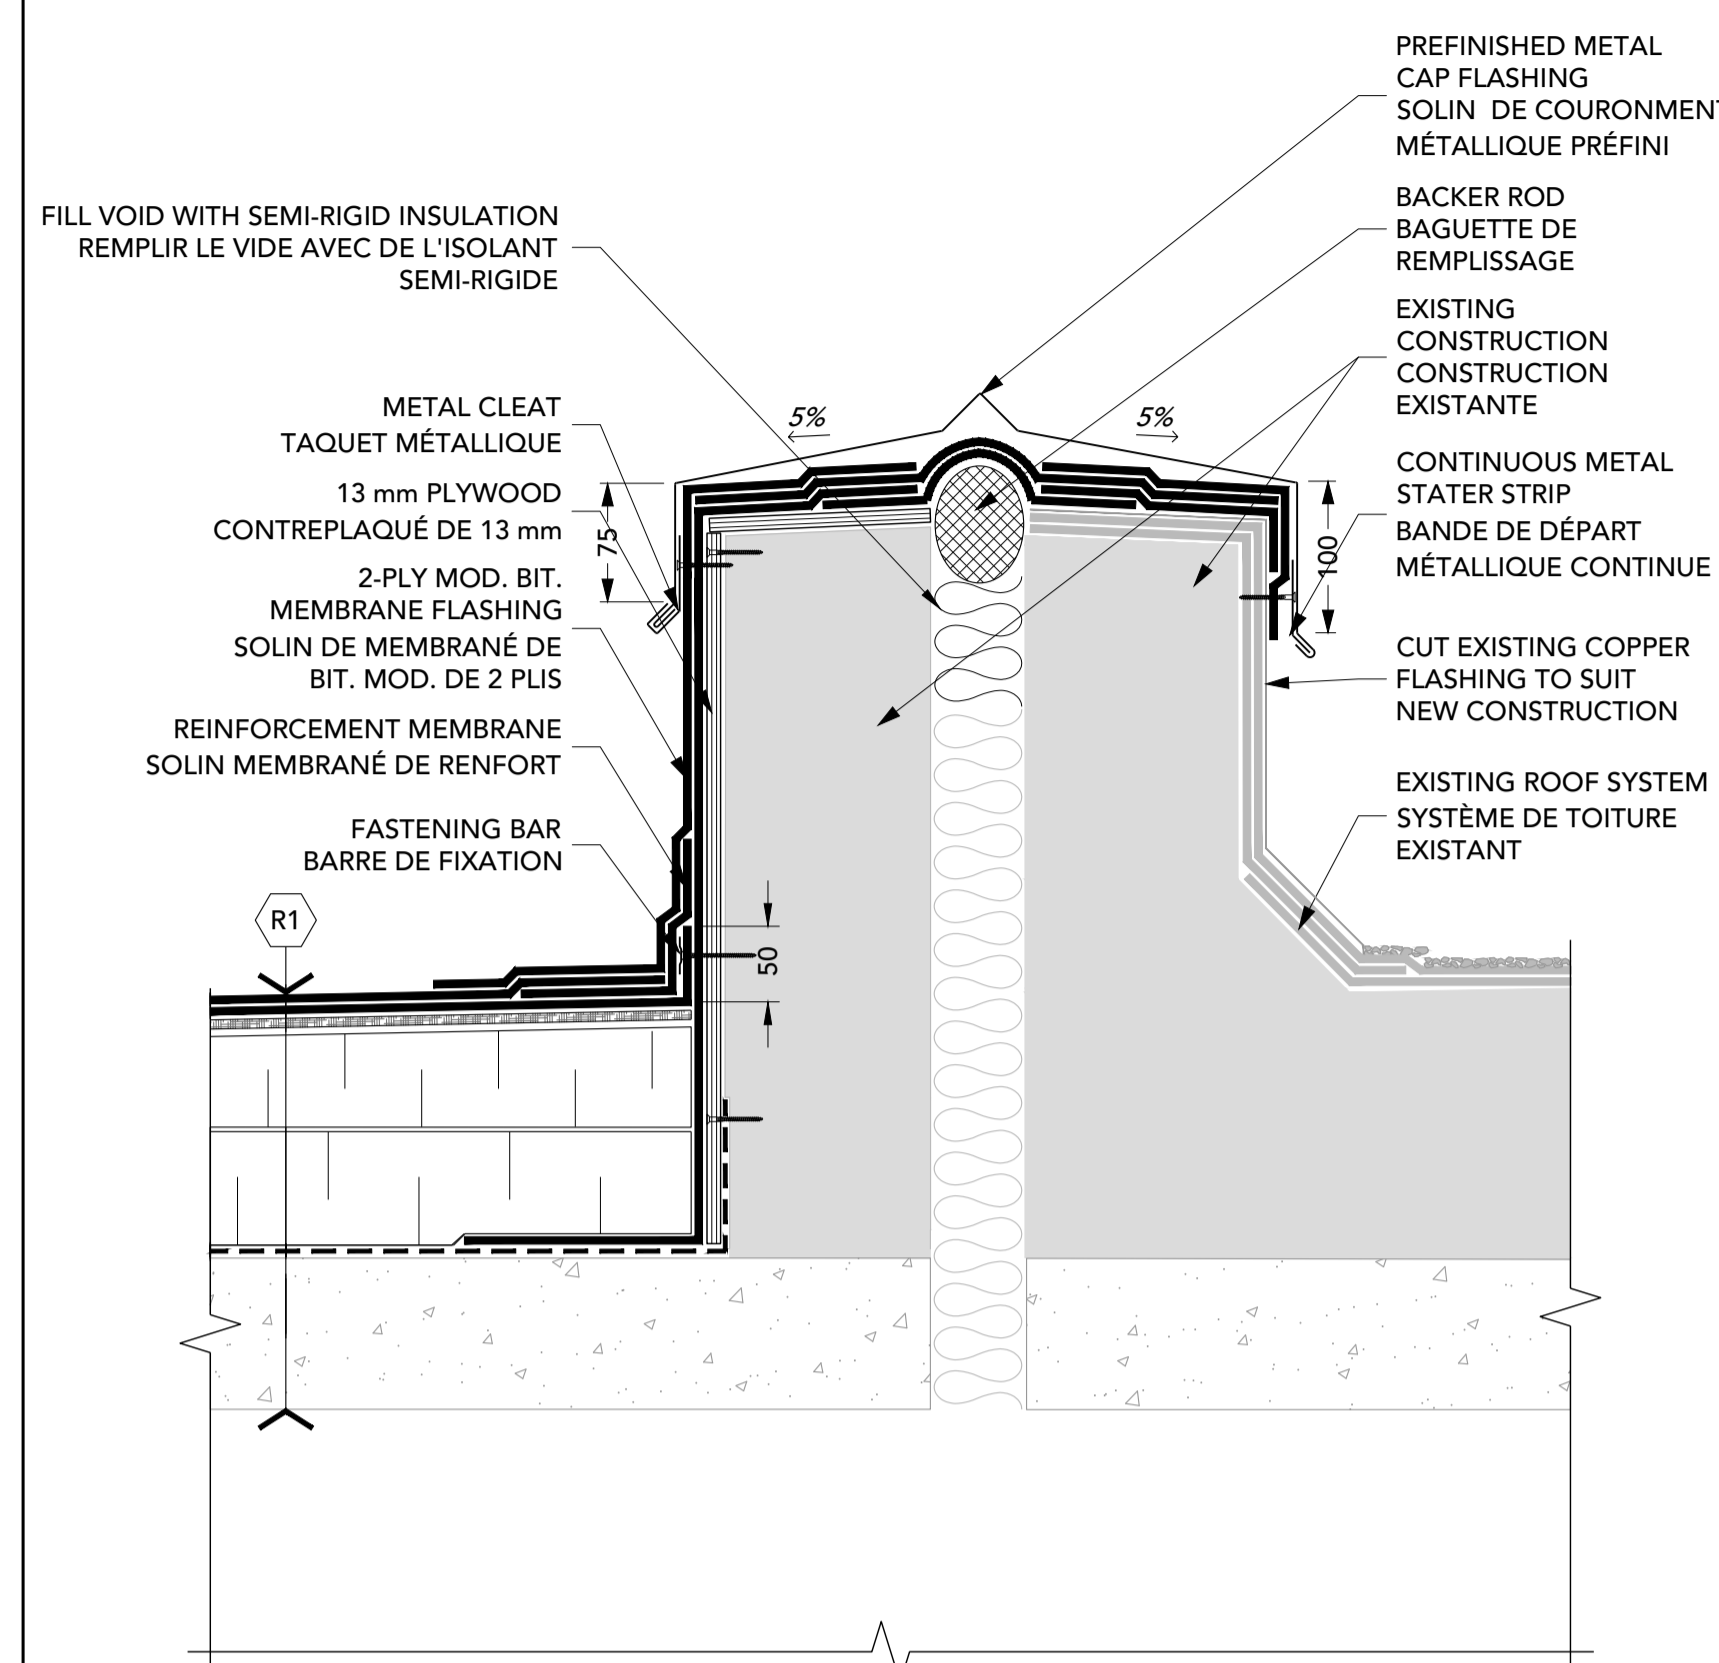 FILL VOID WITH SEMI-RIGID INSULATION
REMPLIR LE VIDE AVEC DE L'ISOLANT
SEMI-RIGIDE
METAL CLEAT
TAQUET MÉTALLIQUE
13 mm PLYWOOD
CONTREPLAQUÉ DE 13 mm
2-PLY MOD. BIT.
MEMBRANE FLASHING
SOLIN DE MEMBRANÉ DE
BIT. MOD. DE 2 PLIS
REINFORCEMENT MEMBRANE
SOLIN MEMBRANÉ DE RENFORT
FASTENING BAR
BARRE DE FIXATION
R1
5%
5%
75
100
50
PREFINISHED METAL
CAP FLASHING
SOLIN DE COURONMENT
MÉTALLIQUE PRÉFINI
BACKER ROD
BAGUETTE DE
REMPLISSAGE
EXISTING
CONSTRUCTION
CONSTRUCTION
EXISTANTE
CONTINUOUS METAL
STATER STRIP
BANDE DE DÉPART
MÉTALLIQUE CONTINUE
CUT EXISTING COPPER
FLASHING TO SUIT
NEW CONSTRUCTION
EXISTING ROOF SYSTEM
SYSTÈME DE TOITURE
EXISTANT